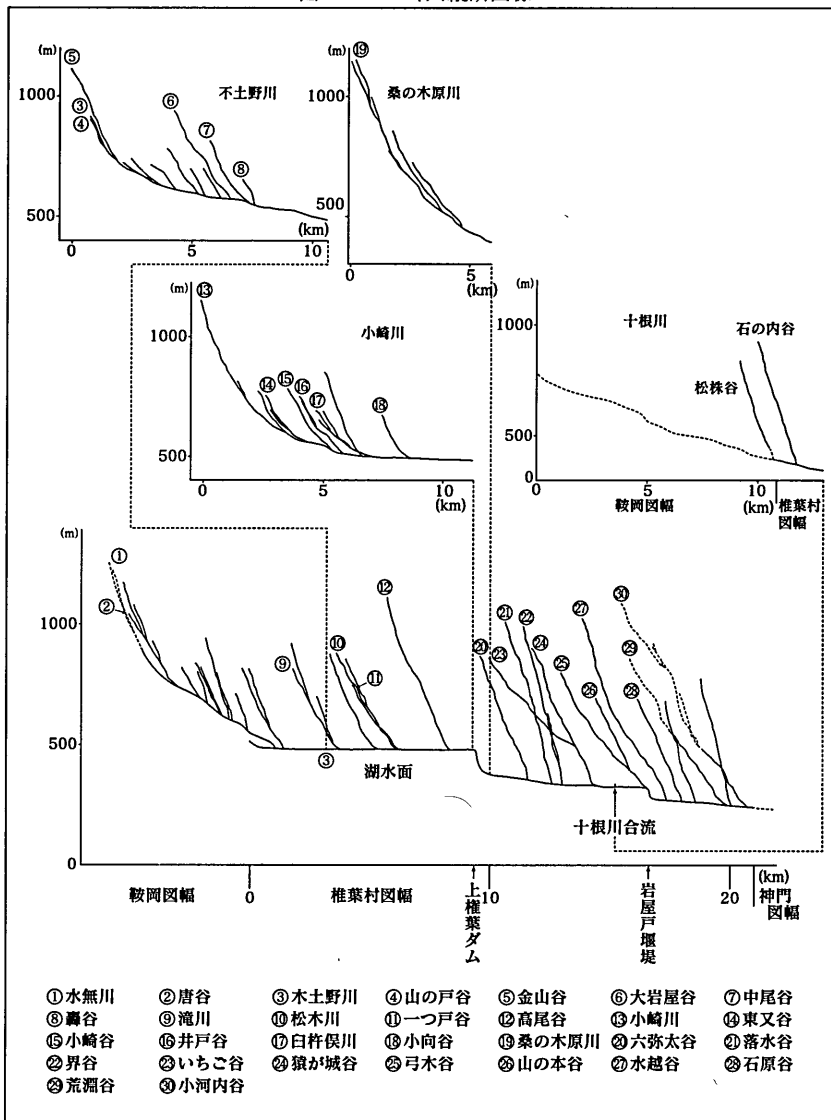 (m)
⑤
1000
③
④
500
0
5
10
(km)
不土野川
⑥
⑦
⑧
(m)
⑲
1000
500
0
5
(km)
桑の木原川
(m)
⑬
1000
500
0
5
10
(km)
小崎川
⑭
⑮
⑯
⑰
⑱
(m)
1000
500
0
0
5
10
(km)
十根川
石の内谷
松株谷
鞍岡図幅
椎葉村
図幅
(m)
1000
500
0
①
②
⑨
③
⑩
⑪
⑫
湖水面
⑳
㉑
㉒
㉓
㉔
㉕
㉖
㉗
㉘
㉙
㉚
十根川合流
鞍岡図幅
0
椎葉村図幅
10
20
(km)
神門
図幅
上椎葉ダム
岩屋戸堰堤
①水無川 ②唐谷 ③木土野川 ④山の戸谷 ⑤金山谷 ⑥大岩屋谷 ⑦中尾谷
⑧轟谷 ⑨滝川 ⑩松木川 ⑪一つ戸谷 ⑫高尾谷 ⑬小崎川 ⑭東又谷
⑮小崎谷 ⑯井戸谷 ⑰臼杵俣川 ⑱小向谷 ⑲桑の木原川 ⑳六弥太谷 ㉑落水谷
㉒界谷 ㉓いちご谷 ㉔猿が城谷 ㉕弓木谷 ㉖山の本谷 ㉗水越谷 ㉘石原谷
㉙荒淵谷 ㉚小河内谷